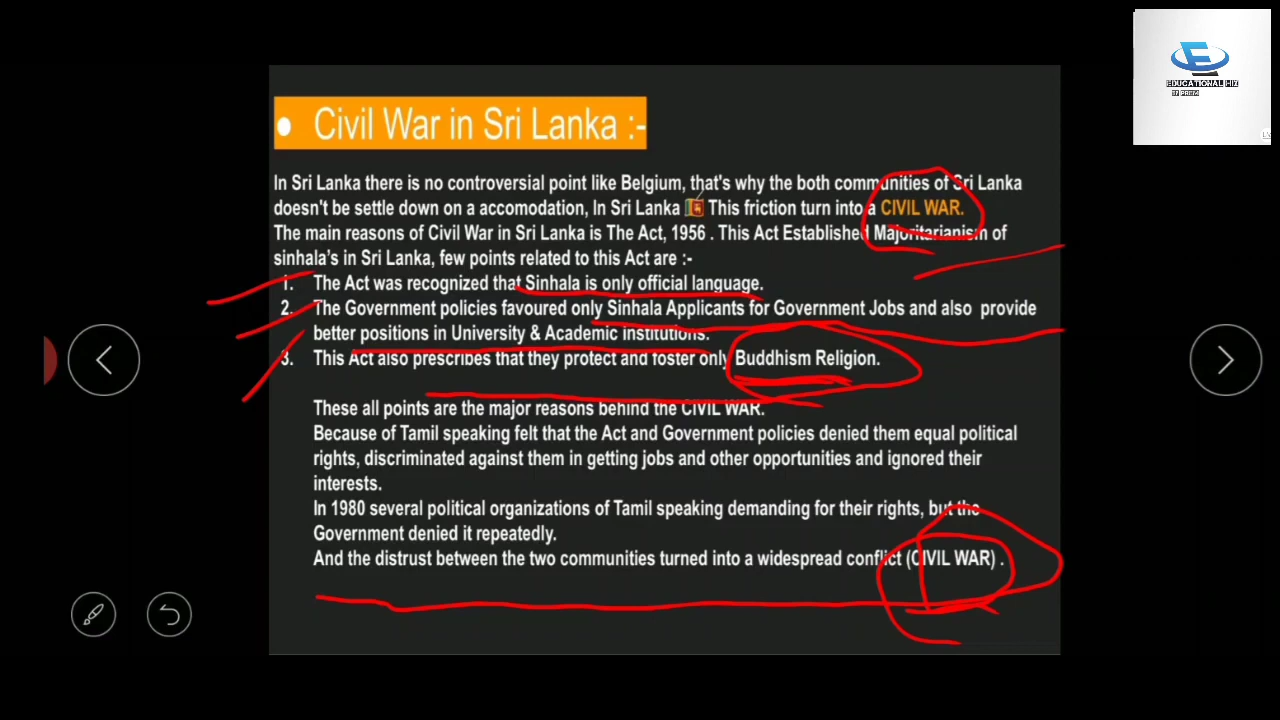 EDUCATIONAL HIZ
BY PREM
● Civil War in Sri Lanka :-
In Sri Lanka there is no controversial point like Belgium, that's why the both communities of Sri Lanka
doesn't be settle down on a accomodation, In Sri Lanka 🇱🇰 This friction turn into a CIVIL WAR.
The main reasons of Civil War in Sri Lanka is The Act, 1956 . This Act Established Majoritarianism of
sinhala's in Sri Lanka, few points related to this Act are :-
1. The Act was recognized that Sinhala is only official language.
2. The Government policies favoured only Sinhala Applicants for Government Jobs and also provide
better positions in University & Academic institutions.
3. This Act also prescribes that they protect and foster only Buddhism Religion.
These all points are the major reasons behind the CIVIL WAR.
Because of Tamil speaking felt that the Act and Government policies denied them equal political
rights, discriminated against them in getting jobs and other opportunities and ignored their
interests.
In 1980 several political organizations of Tamil speaking demanding for their rights, but the
Government denied it repeatedly.
And the distrust between the two communities turned into a widespread conflict (CIVIL WAR) .